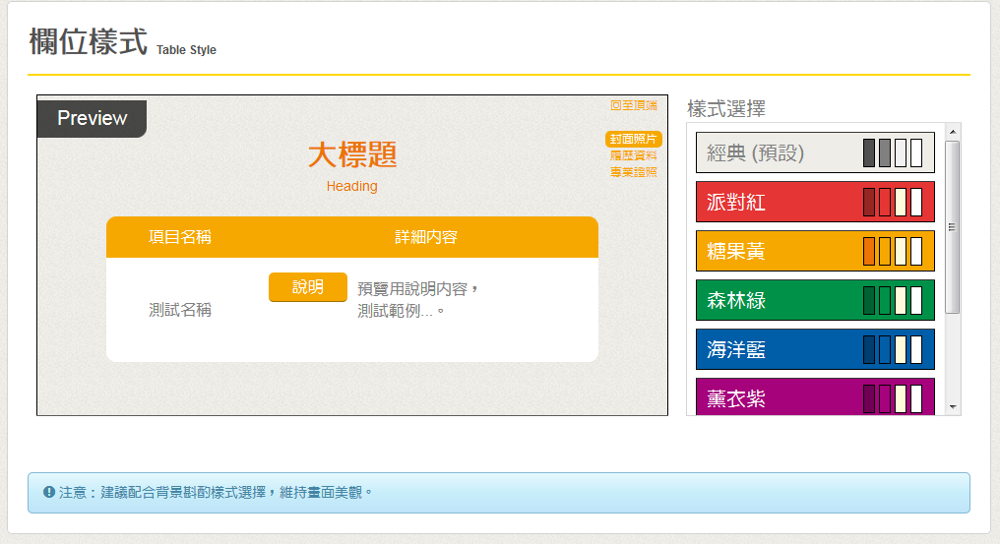 欄位樣式 Table Style
Preview
回至頂端
封面照片
履歷資料
專業證照
大標題
Heading
項目名稱 詳細內容
測試名稱
說明
預覽用說明內容，
測試範例...。
樣式選擇
經典 (預設)
派對紅
糖果黃
森林綠
海洋藍
薰衣紫
注意：建議配合背景斟酌樣式選擇，維持畫面美觀。